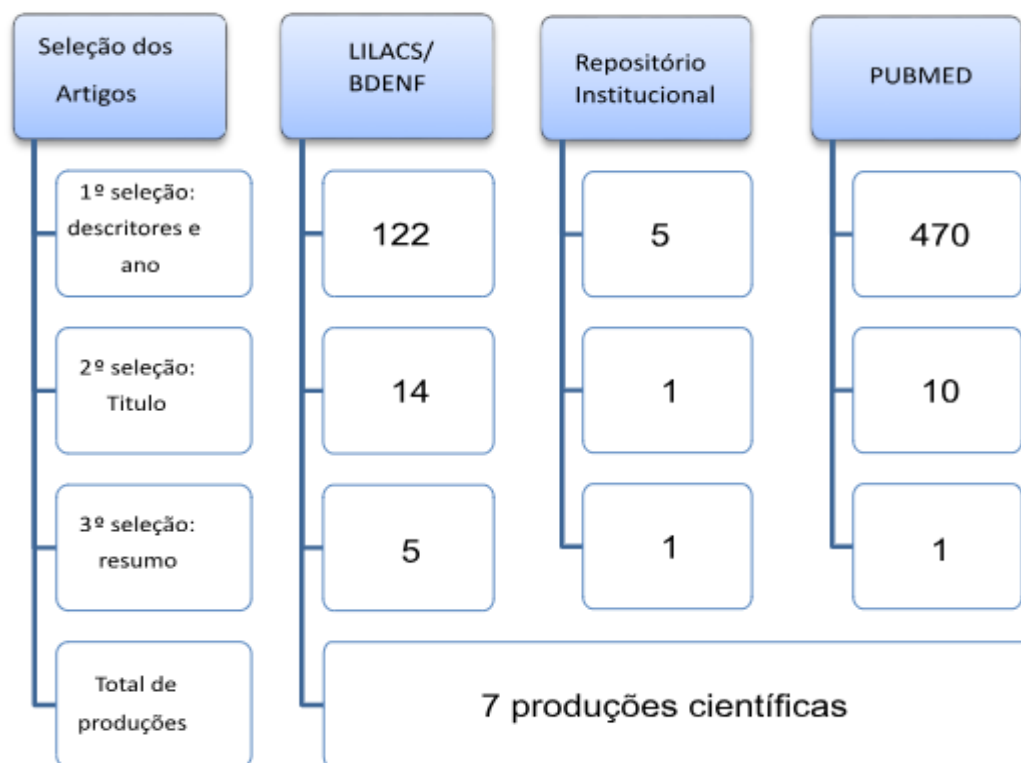 Seleção dos
Artigos
LILACS/
BDENF
Repositório
Institucional
PUBMED
1º seleção:
descritores e
ano
122
5
470
2º seleção:
Titulo
14
1
10
3º seleção:
resumo
5
1
1
Total de
produções
7 produções científicas